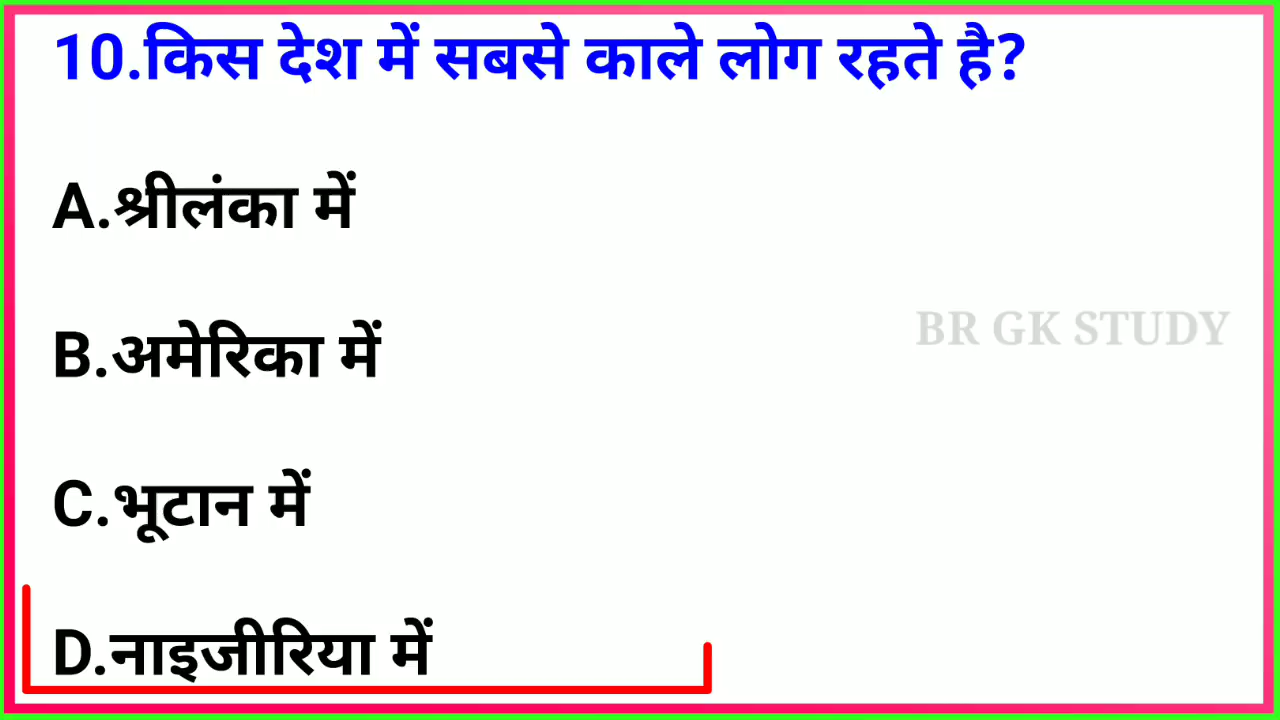 10.किस देश में सबसे काले लोग रहते है?
A.श्रीलंका में
B.अमेरिका में
BR GK STUDY
C.भूटान में
D.नाइजीरिया में